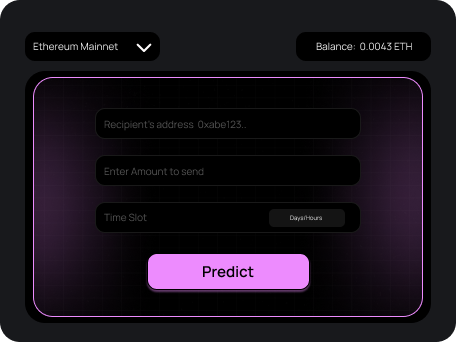 Ethereum Mainnet
Balance: 0.0043 ETH
Recipient's address 0xabe123..
Enter Amount to send
Time Slot
Days/Hours
Predict